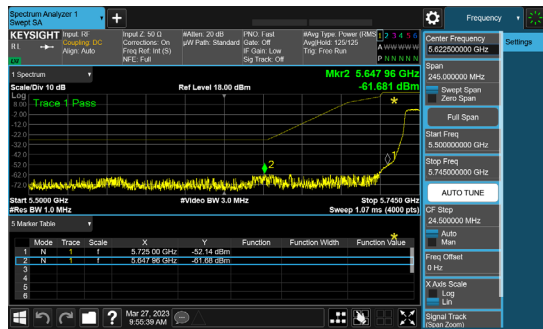 Spectrum Analyzer 1
Swept SA
Frequency
KEYSIGHT
Input: RF
Coupling: DC
Align: Auto
Input Z: 50 Ω
Corrections: On
Freq Ref: Int (S)
NFE: Full
#Atten: 20 dB
µW Path: Standard
PNO: Fast
Gate: Off
IF Gain: Low
Sig Track: Off
#Avg Type: Power (RMS
Avg|Hold: 125/125
Trig: Free Run
1 2 3 4 5 6
A W W W W W
P N N N N N
RL
1 Spectrum
Scale/Div 10 dB
Ref Level 18.00 dBm
Mkr2 5.647 96 GHz
-61.681 dBm
Log
Trace 1 Pass
8.00
-2.00
-12.0
-22.0
-32.0
-42.0
-52.0
-62.0
-72.0
2
1
Start 5.5000 GHz
#Res BW 1.0 MHz
#Video BW 3.0 MHz
Stop 5.7450 GHz
Sweep 1.07 ms (4000 pts)
5 Marker Table
Mode Trace Scale X Y Function Function Width Function Value
1 N 1 f 5.725 00 GHz -52.14 dBm
2 N 1 f 5.647 96 GHz -61.68 dBm
3
4
5
6
Mar 27, 2023
9:55:39 AM
Center Frequency
5.622500000 GHz
Settings
Span
245.000000 MHz
Swept Span
Zero Span
Full Span
Start Freq
5.500000000 GHz
Stop Freq
5.745000000 GHz
AUTO TUNE
CF Step
24.500000 MHz
Auto
Man
Freq Offset
0 Hz
X Axis Scale
Log
Lin
Signal Track
(Span Zoom)